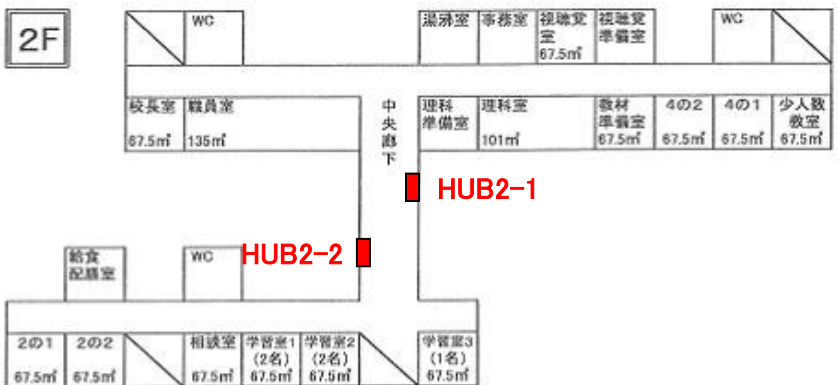 2F
WC
湯沸室
事務室
視聴覚
室
67.5㎡
視聴覚
準備室
WC
校長室
67.5㎡
職員室
135㎡
中央廊下
理科
準備室
理科室
101㎡
教材
準備室
67.5㎡
4の2
67.5㎡
4の1
67.5㎡
少人数
教室
67.5㎡
HUB2-1
HUB2-2
給食
配膳室
WC
2の1
67.5㎡
2の2
67.5㎡
相談室
67.5㎡
学習室1
(2名)
67.5㎡
学習室2
(2名)
67.5㎡
学習室3
(1名)
67.5㎡